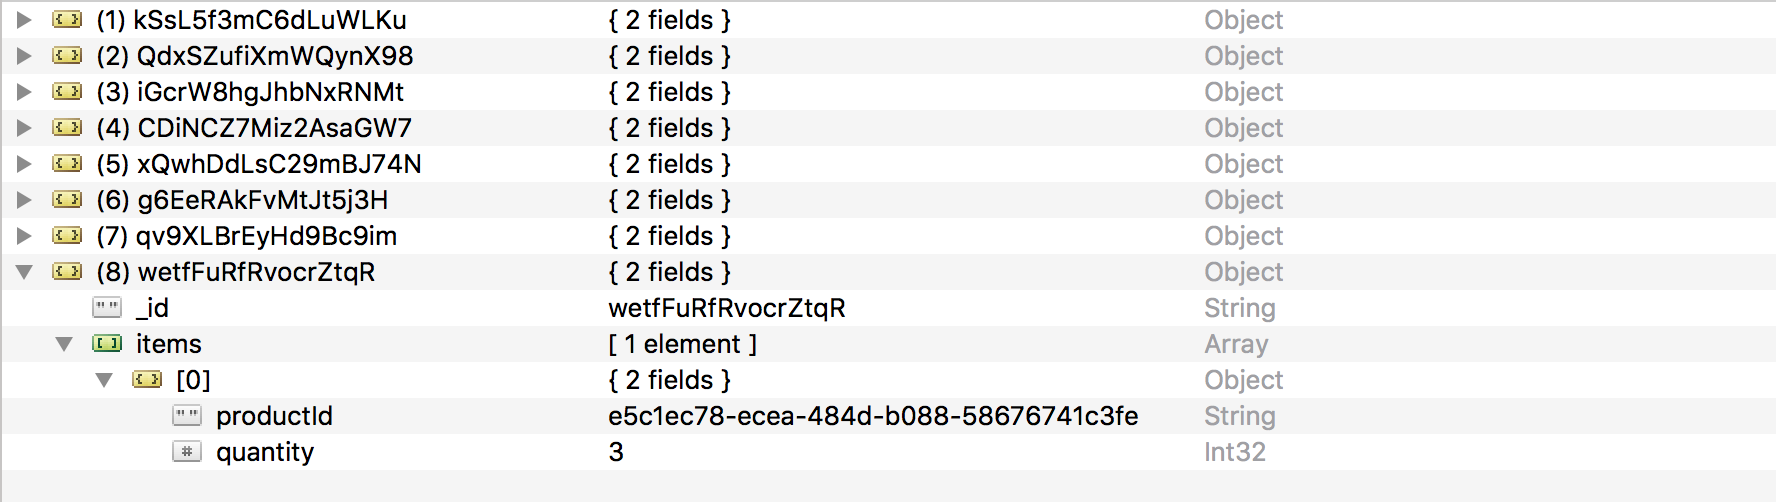 (1) kSsL5f3mC6dLuWLKu { 2 fields } Object
(2) QdxSZufiXmWQynX98 { 2 fields } Object
(3) iGcrW8hgJhbNxRNMt { 2 fields } Object
(4) CDiNCZ7Miz2AsaGW7 { 2 fields } Object
(5) xQwhDdLsC29mBJ74N { 2 fields } Object
(6) g6EeRAkFvMtJt5j3H { 2 fields } Object
(7) qv9XLBrEyHd9Bc9im { 2 fields } Object
(8) wetfFuRfRvocrZtqR { 2 fields } Object
_id wetfFuRfRvocrZtqR String
items [ 1 element ] Array
[0] { 2 fields } Object
productId e5c1ec78-ecea-484d-b088-58676741c3fe String
quantity 3 Int32